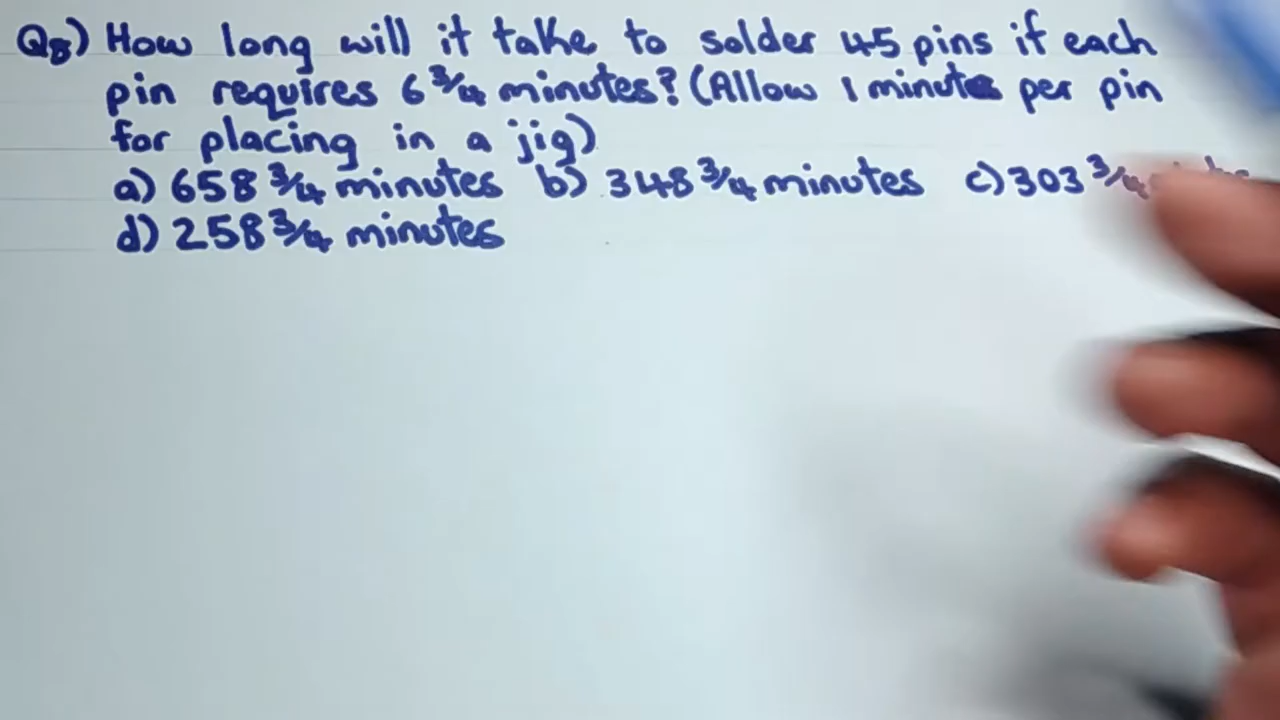 Q8) How long will it take to solder 45 pins if each
pin requires 6 3/4 minutes? (Allow 1 minute per pin
for placing in a jig)
a) 658 3/4 minutes b) 348 3/4 minutes c) 303 3/4
d) 258 3/4 minutes